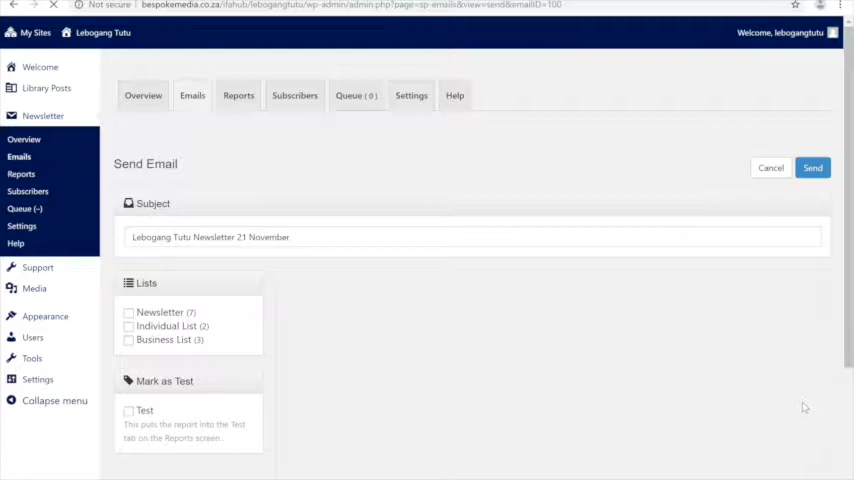 Not secure | bespokemedia.co.za/ifahub/lebogangtutu/wp-admin/admin.php?page=sp-emails&view=send&emailID=100
My Sites Lebogang Tutu Welcome, lebogangtutu
Welcome
Library Posts
Newsletter
Overview
Emails
Reports
Subscribers
Queue (–)
Settings
Help
Support
Media
Appearance
Users
Tools
Settings
Collapse menu
Overview Emails Reports Subscribers Queue ( 0 ) Settings Help
Send Email
Cancel Send
Subject
Lebogang Tutu Newsletter 21 November
Lists
Newsletter (7)
Individual List (2)
Business List (3)
Mark as Test
Test
This puts the report into the Test
tab on the Reports screen.